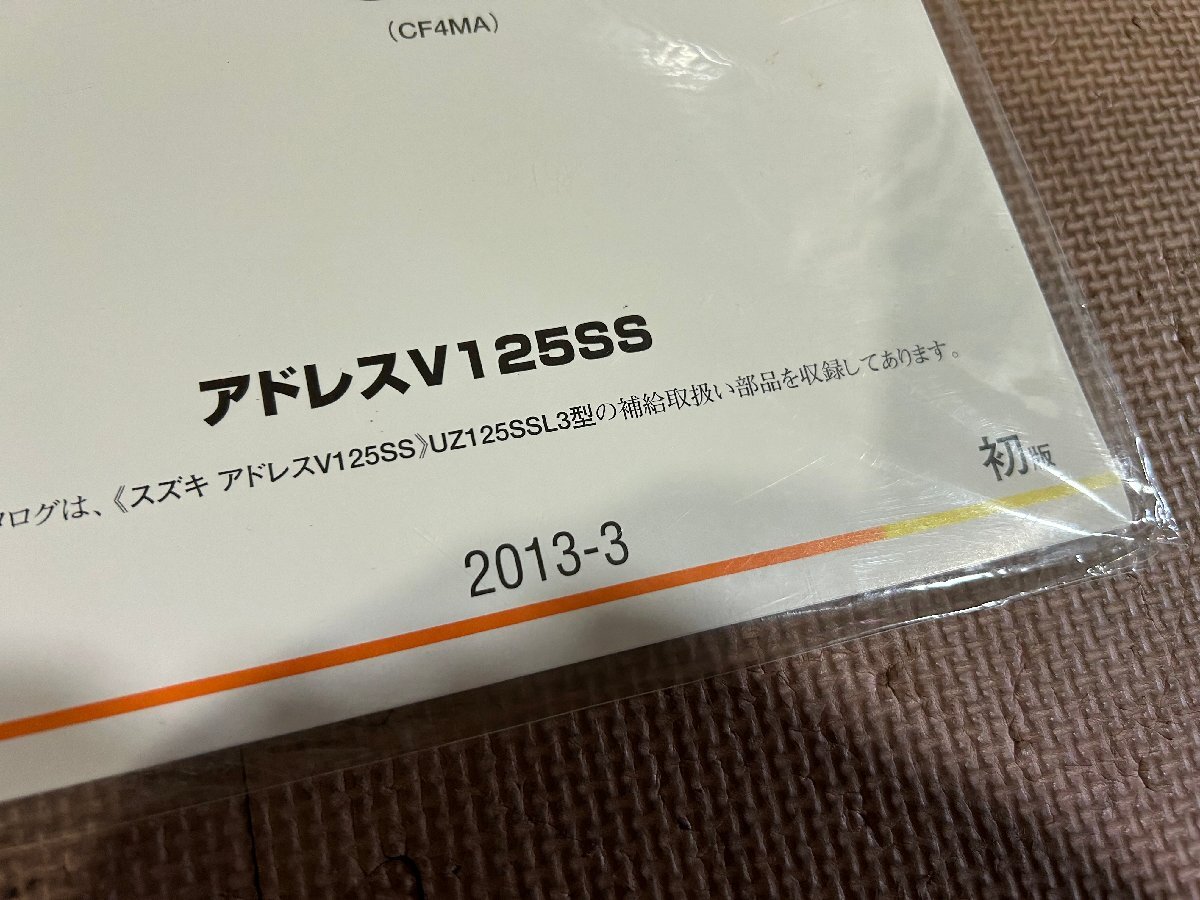 (CF4MA)
アドレスV125SS
タログは、《スズキ アドレスV125SS》UZ125SSL3型の補給取扱い部品を収録してあります。
初版
2013-3